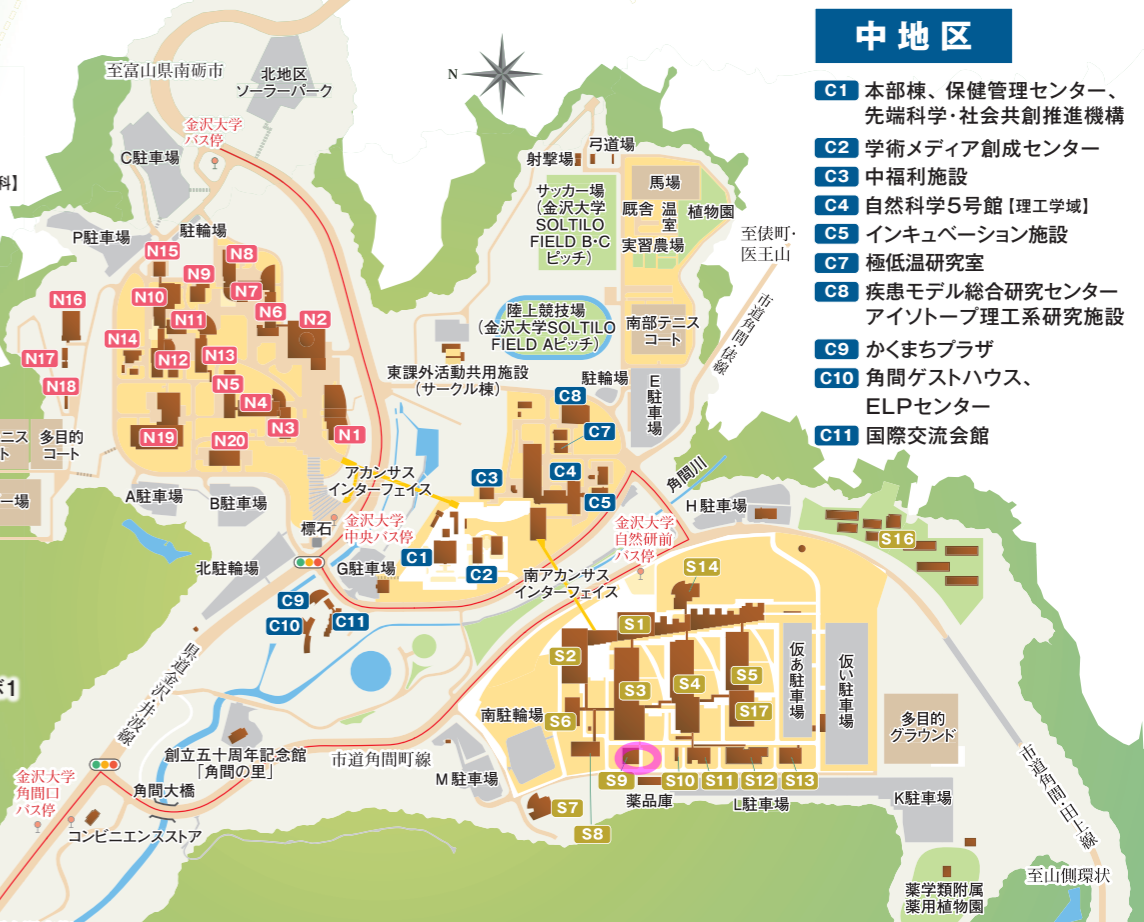 中地区
C1 本部棟、保健管理センター、
先端科学・社会共創推進機構
C2 学術メディア創成センター
C3 中福利施設
C4 自然科学5号館【理工学域】
C5 インキュベーション施設
C7 極低温研究室
C8 疾患モデル総合研究センター
アイソトープ理工系研究施設
C9 かくまちプラザ
C10 角間ゲストハウス、
ELPセンター
C11 国際交流会館
N
至富山県南砺市
北地区
ソーラーパーク
金沢大学
バス停
C駐車場
科】
P駐車場
駐輪場
N15
N8
N9
N7
N10
N16
N6
N2
N11
N14
N13
N17
N12
N5
N18
N4
N3
N1
N19
N20
ニス
ト
多目的
コート
ー場
A駐車場
B駐車場
アカンサス
インターフェイス
標石
金沢大学
中央バス停
北駐輪場
G駐車場
弓道場
射撃場
サッカー場
(金沢大学
SOLTILO
FIELD B・C
ピッチ)
馬場
厩舎
温室
植物園
実習農場
至俵町・
医王山
市道角間・俵線
陸上競技場
(金沢大学SOLTILO
FIELD Aピッチ)
南部テニス
コート
東課外活動共用施設
(サークル棟)
駐輪場
E駐車場
C8
C7
C3
C4
C5
C1
C2
角間川
金沢大学
自然研前
バス停
H駐車場
S16
南アカンサス
インターフェイス
C9
C10
C11
S14
S1
S2
S3
S4
S5
S6
S17
仮あ駐車場
仮い駐車場
南駐輪場
多目的
グラウンド
県道金沢・井波線
ボ1
創立五十周年記念館
「角間の里」
市道角間町線
M駐車場
S9
S10
S11
S12
S13
薬品庫
L駐車場
K駐車場
S7
S8
金沢大学
角間口
バス停
角間大橋
コンビニエンスストア
市道角間・田上線
至山側環状
薬学類附属
薬用植物園